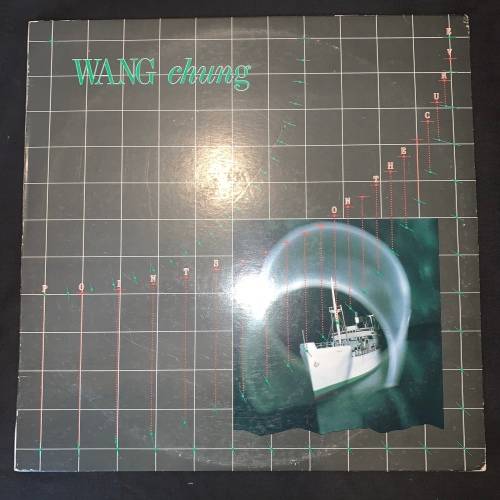 WANG chung
POINTS ON THE CURVE